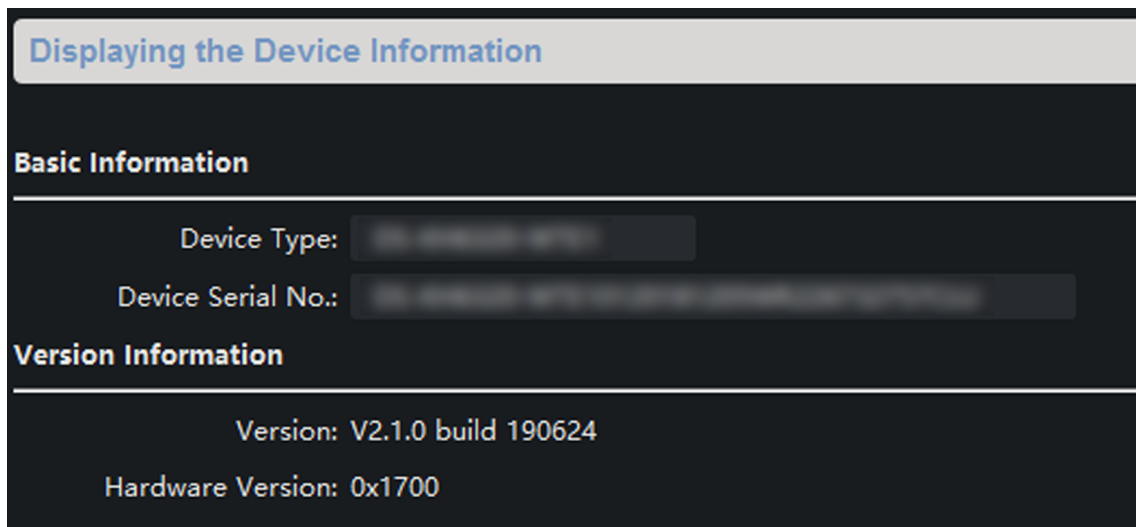 Displaying the Device Information
Basic Information
Device Type:
Device Serial No.:
Version Information
Version: V2.1.0 build 190624
Hardware Version: 0x1700